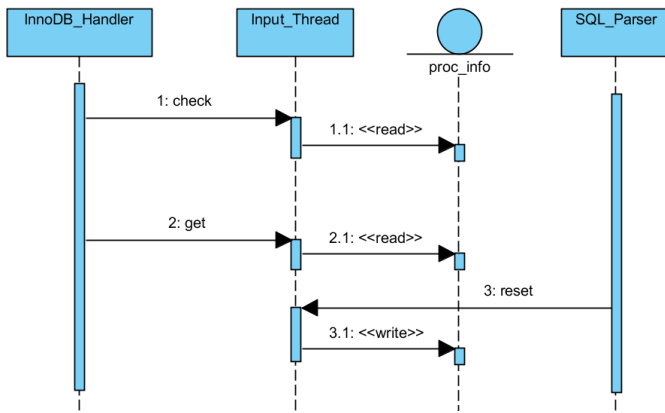 InnoDB_Handler
Input_Thread
proc_info
SQL_Parser
1: check
1.1: <<read>>
2: get
2.1: <<read>>
3: reset
3.1: <<write>>